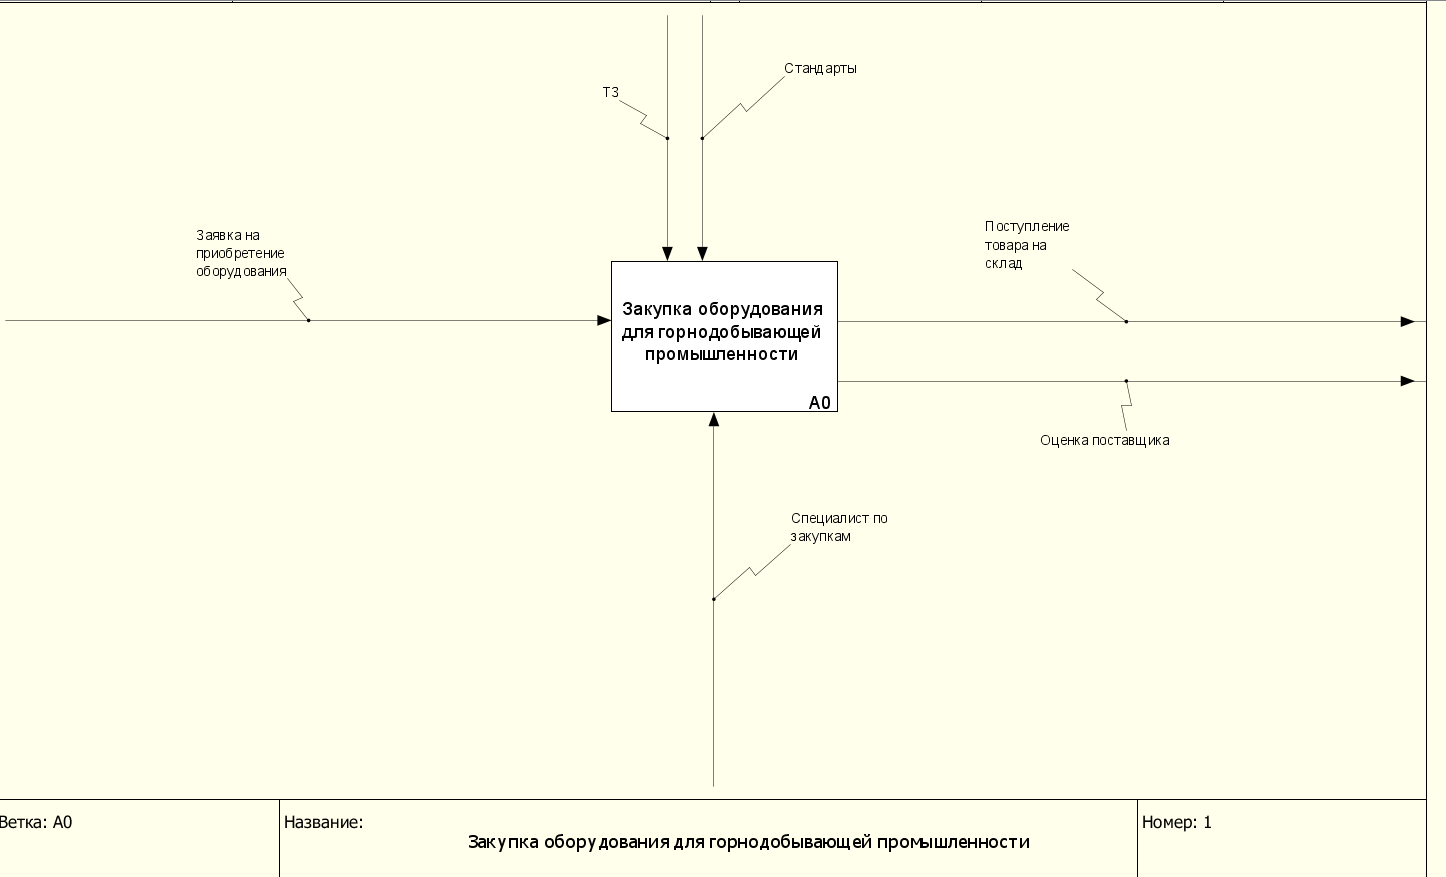 Стандарты
ТЗ
Заявка на
приобретение
оборудования
Поступление
товара на
склад
Закупка оборудования
для горнодобывающей
промышленности
A0
Оценка поставщика
Специалист по
закупкам
Ветка: A0
Название:
Закупка оборудования для горнодобывающей промышленности
Номер: 1